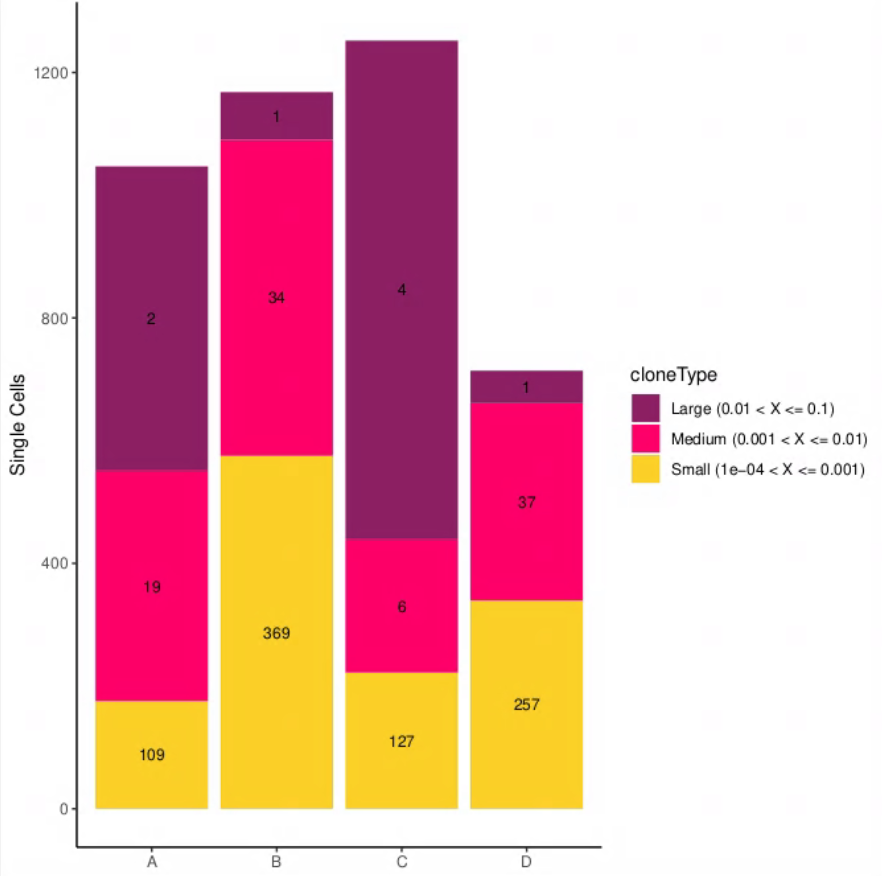 1200
800
400
0
Single Cells
2
19
109
1
34
369
4
6
127
1
37
257
A B C D
cloneType
Large (0.01 < X <= 0.1)
Medium (0.001 < X <= 0.01)
Small (1e−04 < X <= 0.001)